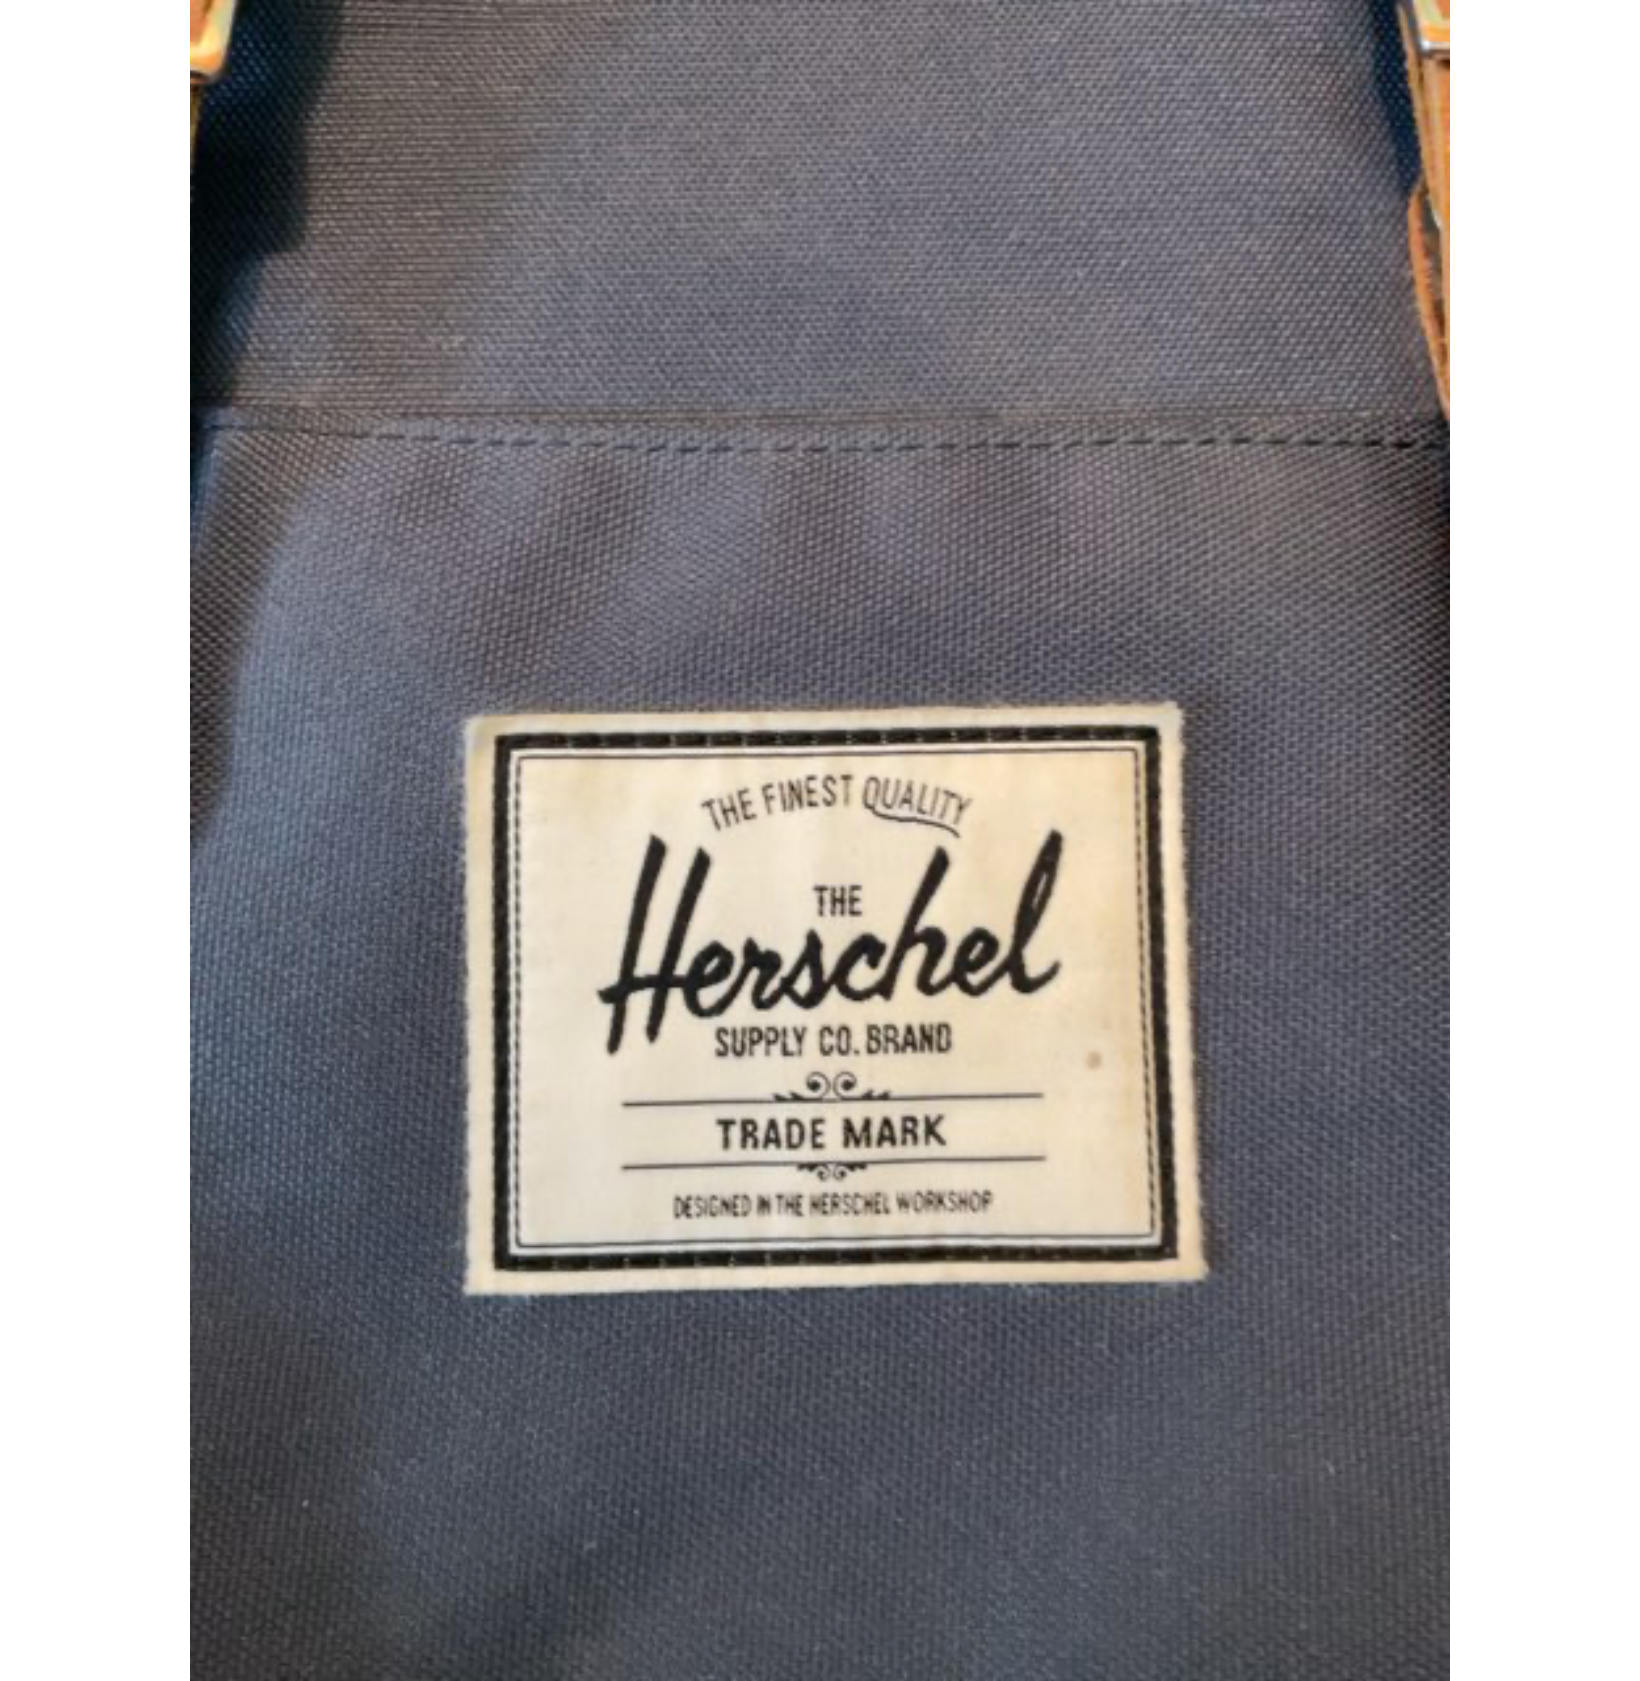 THE FINEST QUALITY
THE
Herschel
SUPPLY CO. BRAND
TRADE MARK
DESIGNED IN THE HERSCHEL WORKSHOP